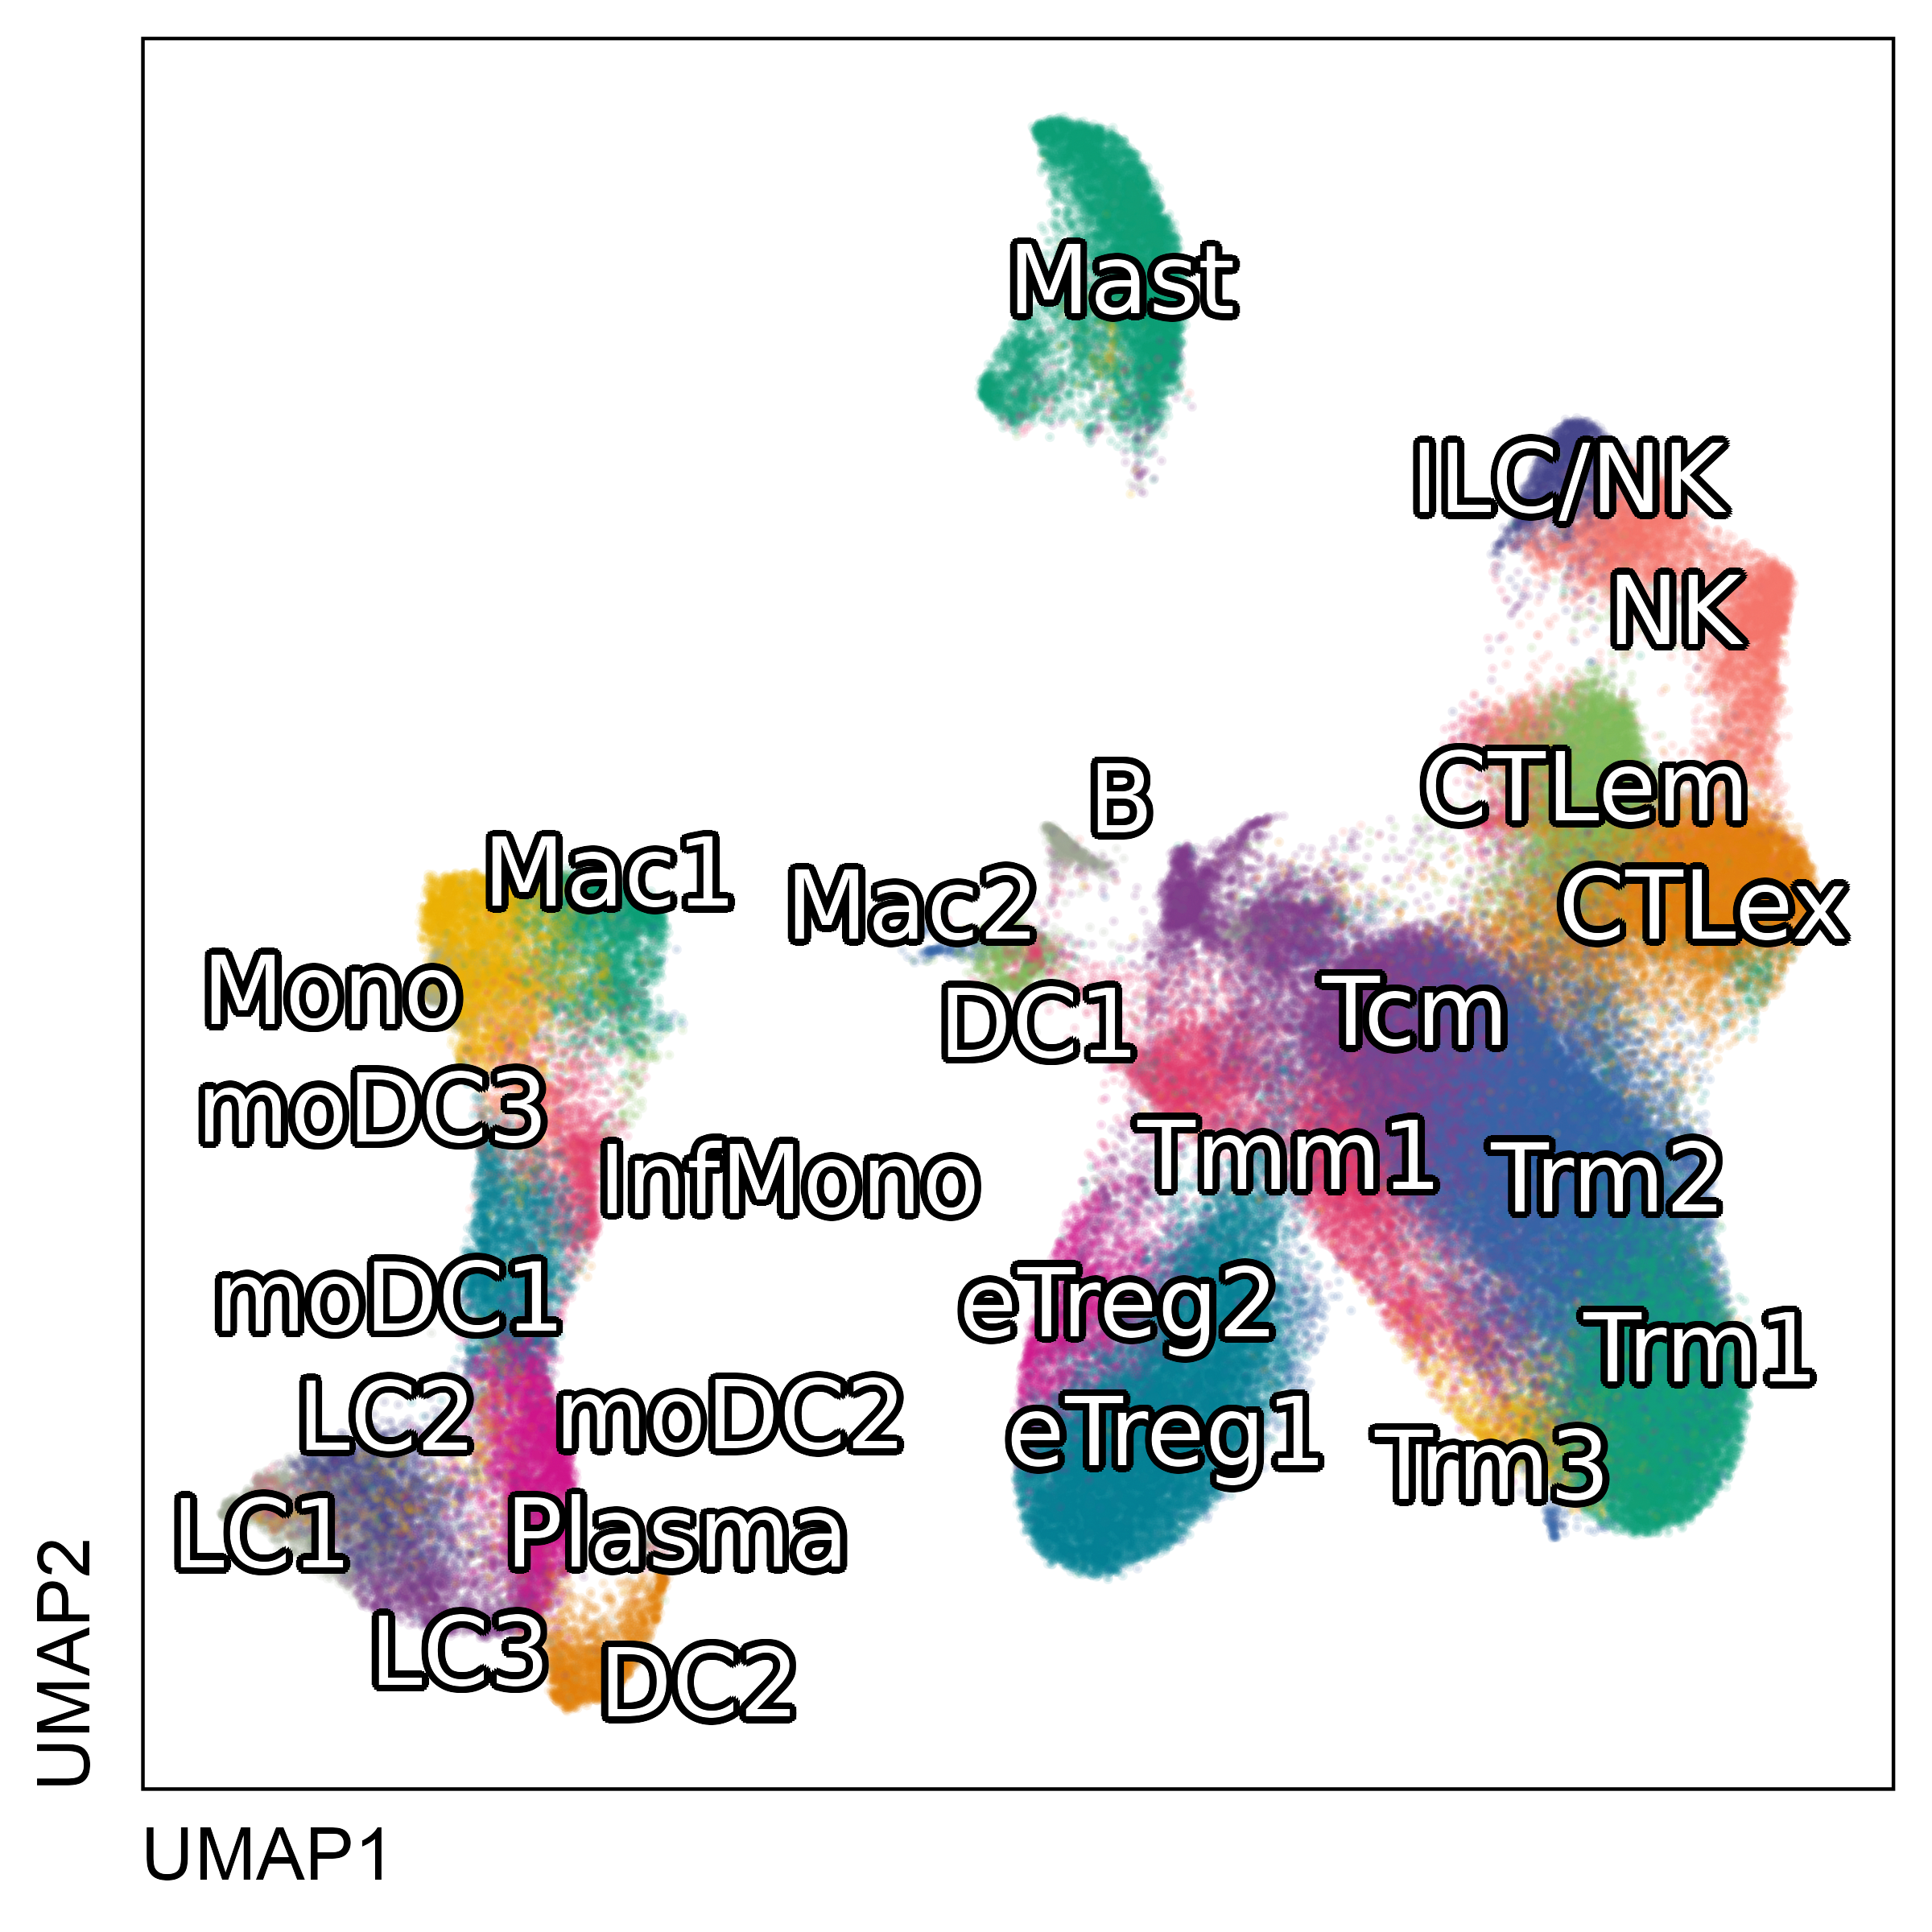 Mast
ILC/NK
NK
B
CTLem
Mac1
Mac2
CTLex
Mono
DC1
Tcm
moDC3
InfMono
Tmm1
Trm2
moDC1
eTreg2
Trm1
LC2
moDC2
eTreg1
Trm3
LC1
Plasma
LC3
DC2
UMAP2
UMAP1